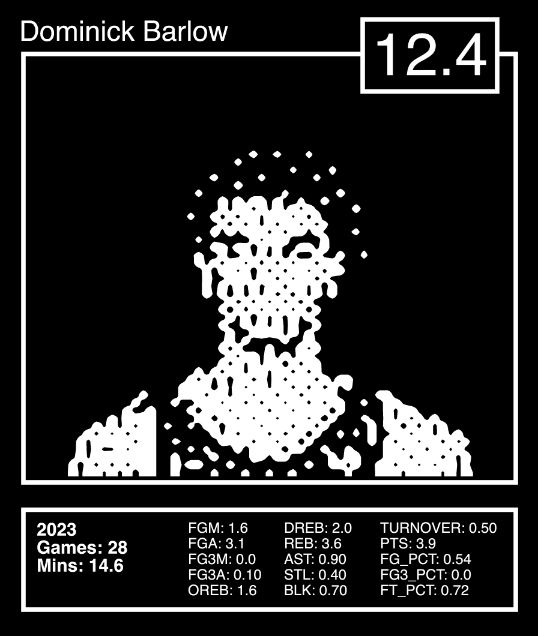 Dominick Barlow
12.4
2023
Games: 28
Mins: 14.6
FGM: 1.6
FGA: 3.1
FG3M: 0.0
FG3A: 0.10
OREB: 1.6
DREB: 2.0
REB: 3.6
AST: 0.90
STL: 0.40
BLK: 0.70
TURNOVER: 0.50
PTS: 3.9
FG_PCT: 0.54
FG3_PCT: 0.0
FT_PCT: 0.72